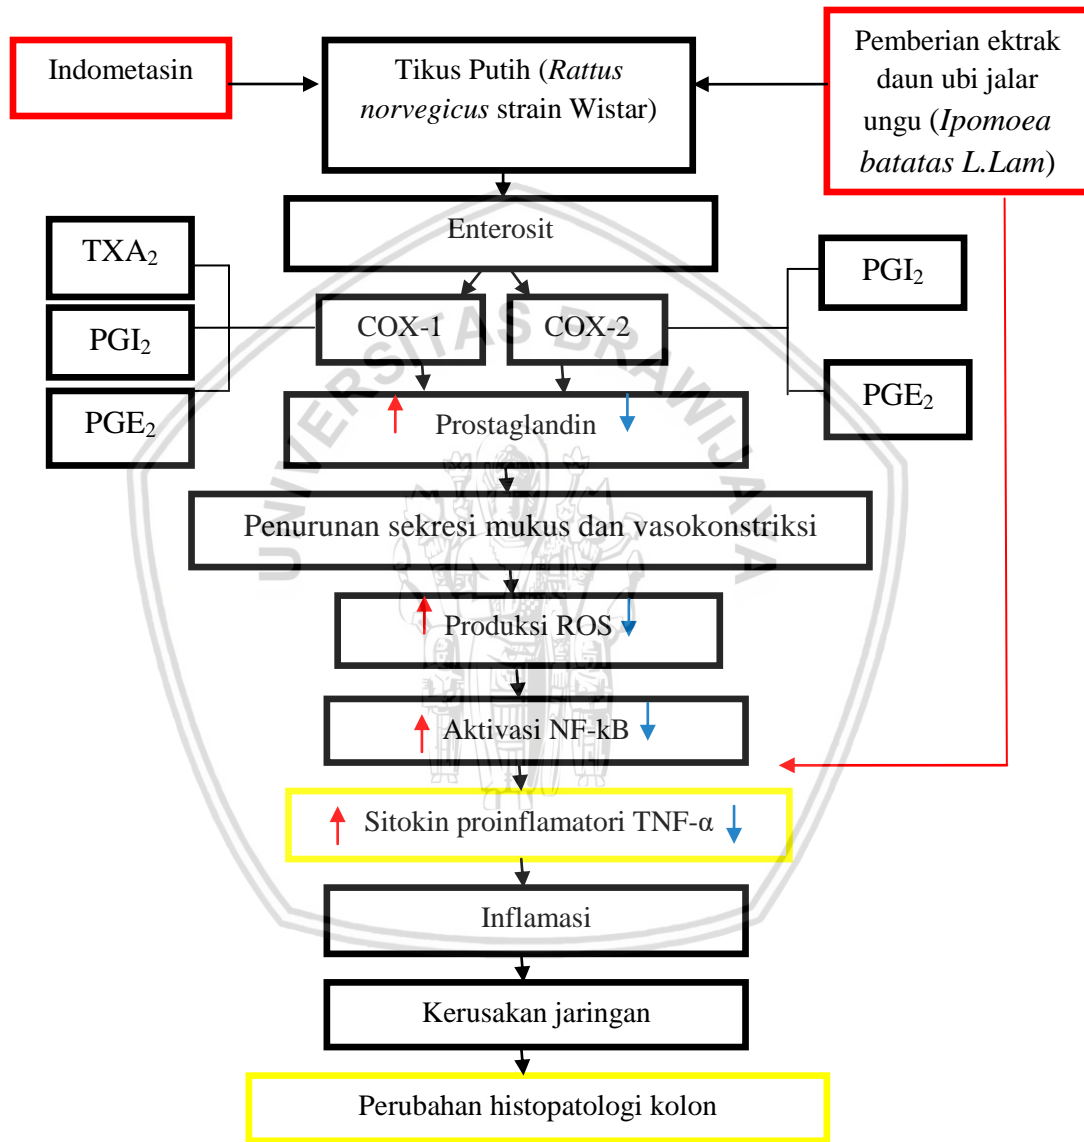 Indometasin
Tikus Putih (Rattus
norvegicus strain Wistar)
Pemberian ektrak
daun ubi jalar
ungu (Ipomoea
batatas L.Lam)
Enterosit
TXA₂
PGI₂
PGE₂
COX-1
COX-2
PGI₂
PGE₂
Prostaglandin
Penurunan sekresi mukus dan vasokonstriksi
Produksi ROS
Aktivasi NF-kB
Sitokin proinflamatori TNF-α
Inflamasi
Kerusakan jaringan
Perubahan histopatologi kolon
UNIVERSITAS BRAWIJAYA